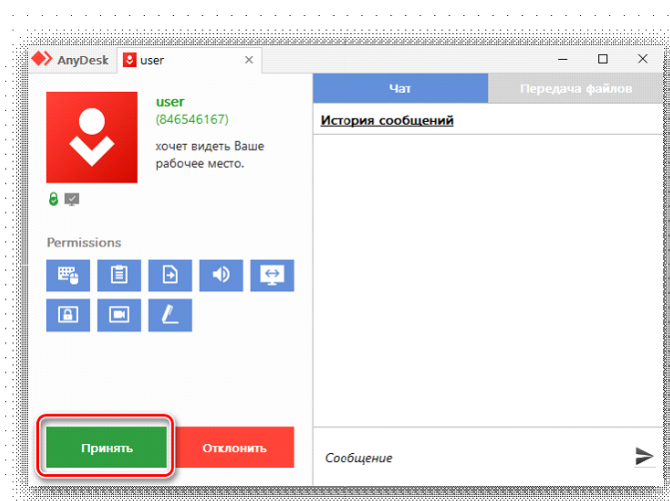 AnyDesk
user
user
(846546167)
хочет видеть Ваше
рабочее место.
Permissions
Принять
Отклонить
Чат
Передача файлов
История сообщений
Сообщение